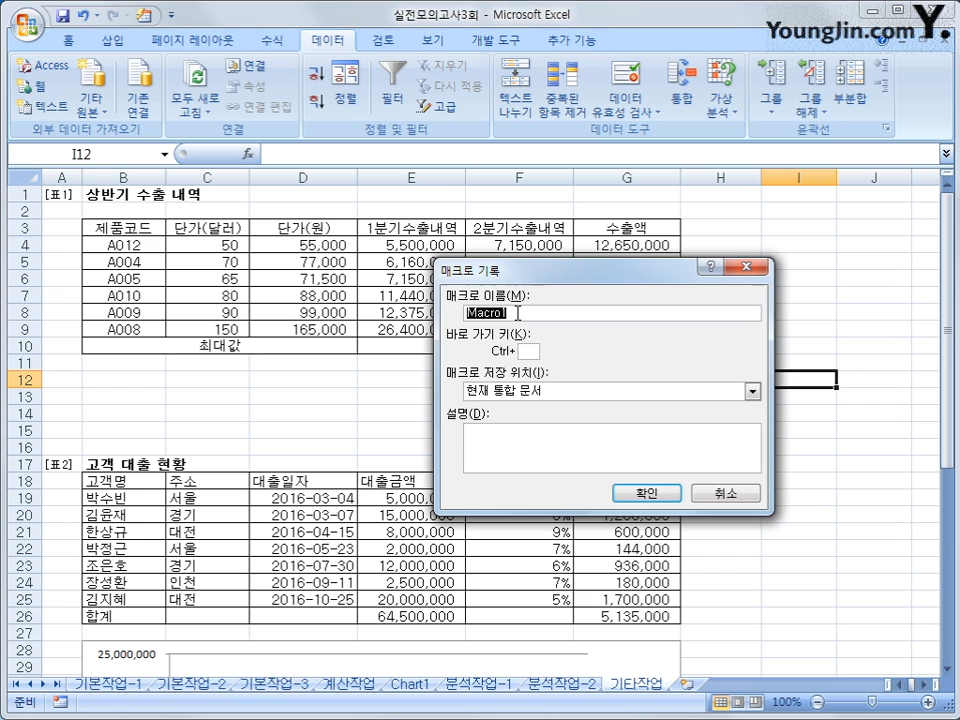 실전모의고사3회 - Microsoft Excel
YoungJin.com Y.
홈 삽입 페이지 레이아웃 수식 데이터 검토 보기 개발 도구 추가 기능
Access
웹
텍스트
기타 원본
기존 연결
외부 데이터 가져오기
모두 새로 고침
연결
속성
연결 편집
연결
정렬
필터
지우기
다시 적용
고급
정렬 및 필터
텍스트 나누기
중복된 항목 제거
데이터 유효성 검사
통합
가상 분석
데이터 도구
그룹
그룹 해제
부분합
윤곽선
I12 fx
A B C D E F G H I J
1 [표1] 상반기 수출 내역
2
3 제품코드 단가(달러) 단가(원) 1분기수출내역 2분기수출내역 수출액
4 A012 50 55,000 5,500,000 7,150,000 12,650,000
5 A004 70 77,000 6,160,
6 A005 65 71,500 7,150,
7 A010 80 88,000 11,440,
8 A009 90 99,000 12,375,
9 A008 150 165,000 26,400,
10 최대값
11
12
13
14
15
16
17 [표2] 고객 대출 현황
18 고객명 주소 대출일자 대출금액
19 박수빈 서울 2016-03-04 5,000,
20 김윤재 경기 2016-03-07 15,000,
21 한상규 대전 2016-04-15 8,000,000 9% 600,000
22 박정근 서울 2016-05-23 2,000,000 7% 144,000
23 조은호 경기 2016-07-30 12,000,000 6% 936,000
24 장성환 인천 2016-09-11 2,500,000 7% 180,000
25 김지혜 대전 2016-10-25 20,000,000 5% 1,700,000
26 합계 64,500,000 5,135,000
27
28 25,000,000
29
매크로 기록
매크로 이름(M):
Macro1
바로 가기 키(K):
Ctrl+
매크로 저장 위치(I):
현재 통합 문서
설명(D):
확인 취소
기본작업-1 기본작업-2 기본작업-3 계산작업 Chart1 분석작업-1 분석작업-2 기타작업
준비 100%